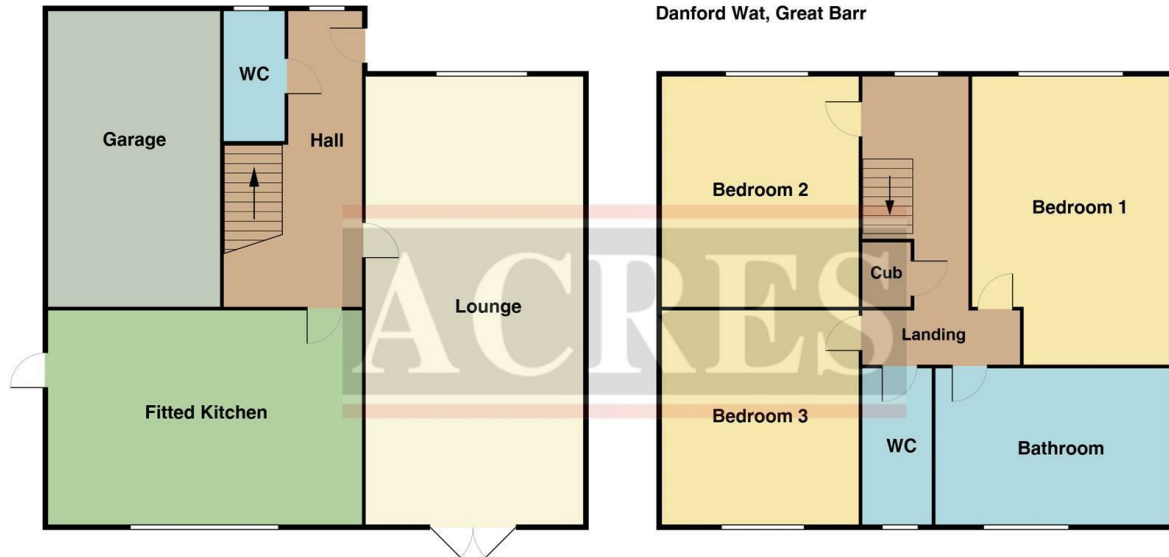 Danford Wat, Great Barr
WC
Garage
Hall
Lounge
Fitted Kitchen
Bedroom 2
Bedroom 1
Cub
Landing
Bedroom 3
WC
Bathroom
ACRES